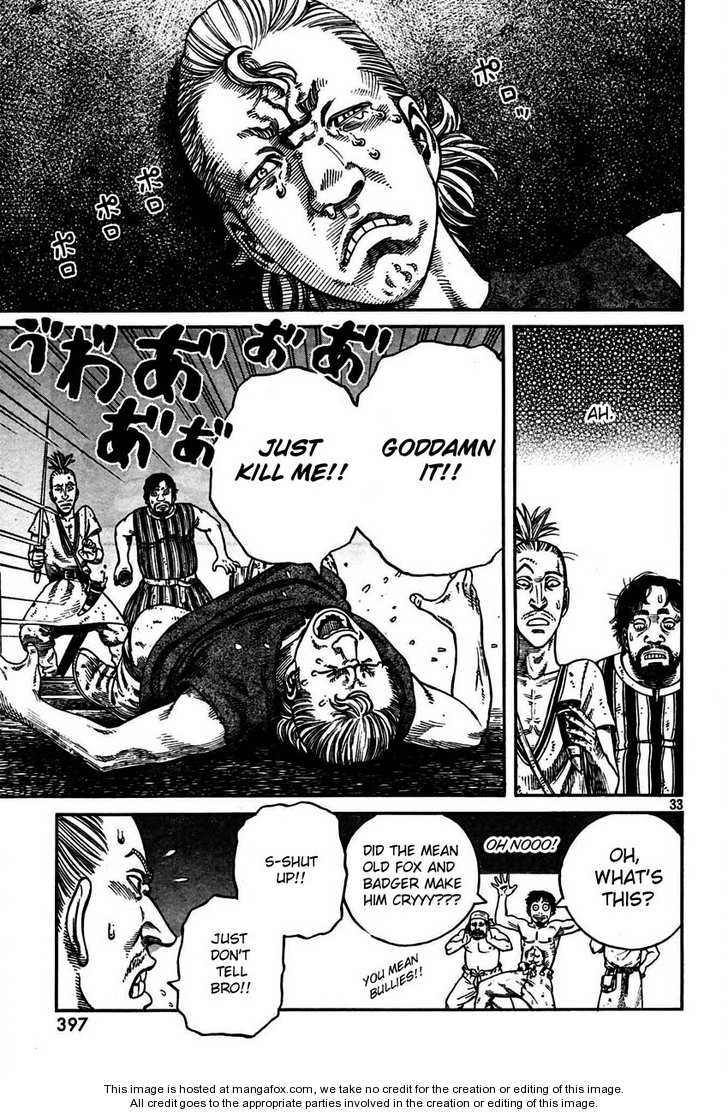 ポロッ
ポロ
ポロ
ポロ
ポロ
AH.
GODDAMN
IT!!
JUST
KILL ME!!
うわあああ
ああ
33
OH,
WHAT'S
THIS?
OH NOOO!
DID THE MEAN
OLD FOX AND
BADGER MAKE
HIM CRYYY???
YOU MEAN
BULLIES!!
S-SHUT
UP!!
JUST
DON'T
TELL
BRO!!
397
This image is hosted at mangafox.com, we take no credit for the creation or editing of this image.
All credit goes to the appropriate parties involved in the creation or editing of this image.